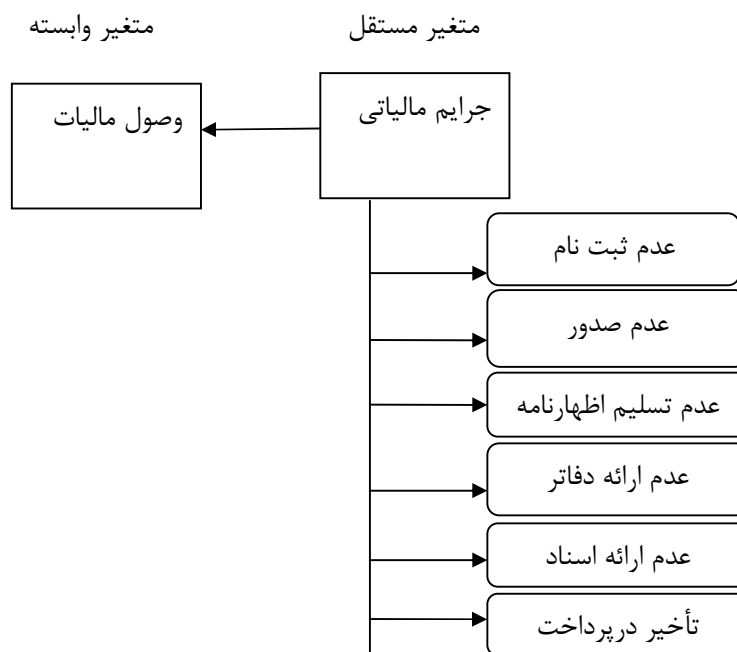 متغیر مستقل
متغیر وابسته
جرایم مالیاتی
وصول مالیات
عدم ثبت نام
عدم صدور
عدم تسلیم اظهارنامه
عدم ارائه دفاتر
عدم ارائه اسناد
تأخیر درپرداخت